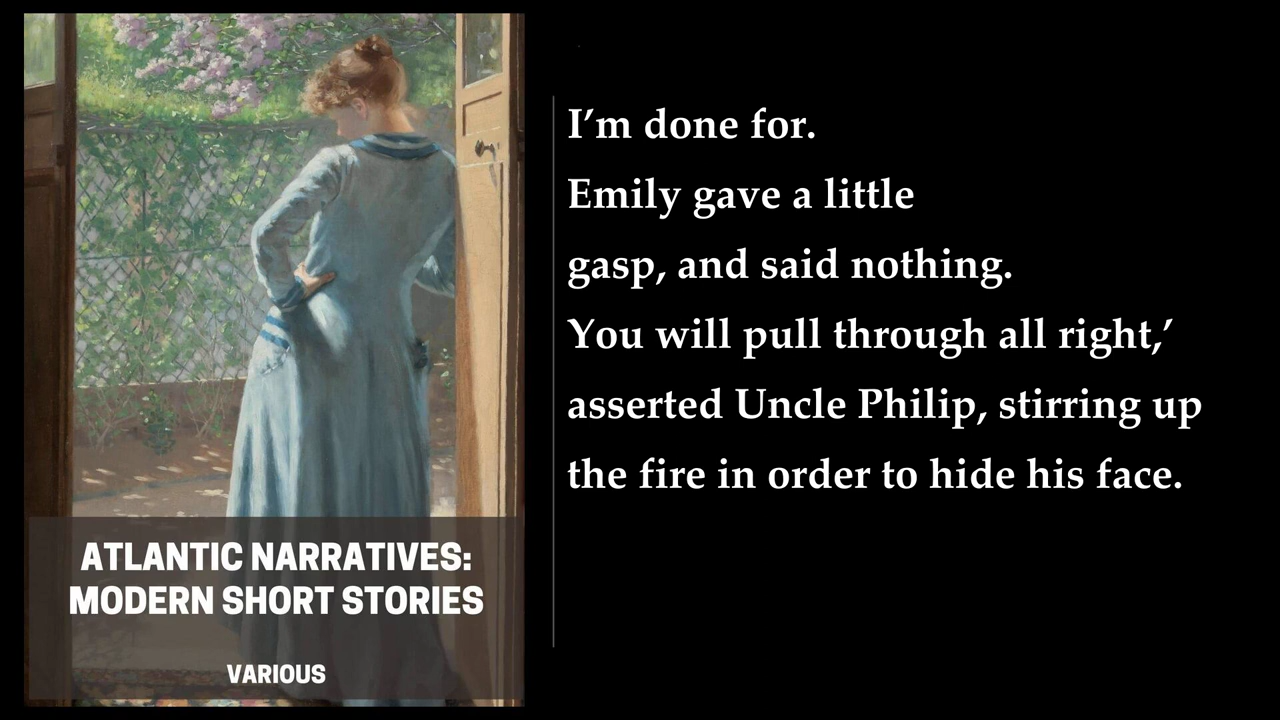 I’m done for.
Emily gave a little
gasp, and said nothing.
You will pull through all right,’
asserted Uncle Philip, stirring up
the fire in order to hide his face.
ATLANTIC NARRATIVES:
MODERN SHORT STORIES
VARIOUS